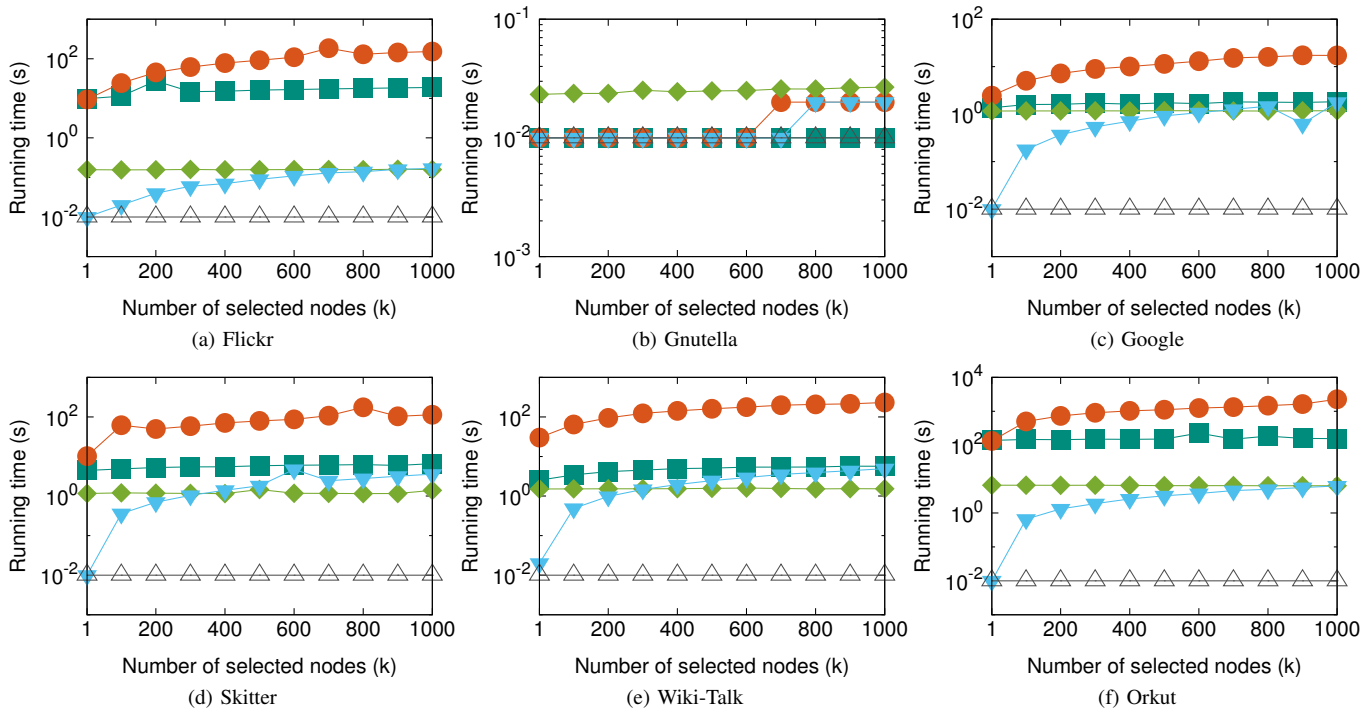 Running time (s)
10^2
10^0
10^-2
1 200 400 600 800 1000
Number of selected nodes (k)
(a) Flickr
Running time (s)
10^-1
10^-2
10^-3
1 200 400 600 800 1000
Number of selected nodes (k)
(b) Gnutella
Running time (s)
10^2
10^0
10^-2
1 200 400 600 800 1000
Number of selected nodes (k)
(c) Google
Running time (s)
10^2
10^0
10^-2
1 200 400 600 800 1000
Number of selected nodes (k)
(d) Skitter
Running time (s)
10^2
10^0
10^-2
1 200 400 600 800 1000
Number of selected nodes (k)
(e) Wiki-Talk
Running time (s)
10^4
10^2
10^0
10^-2
1 200 400 600 800 1000
Number of selected nodes (k)
(f) Orkut